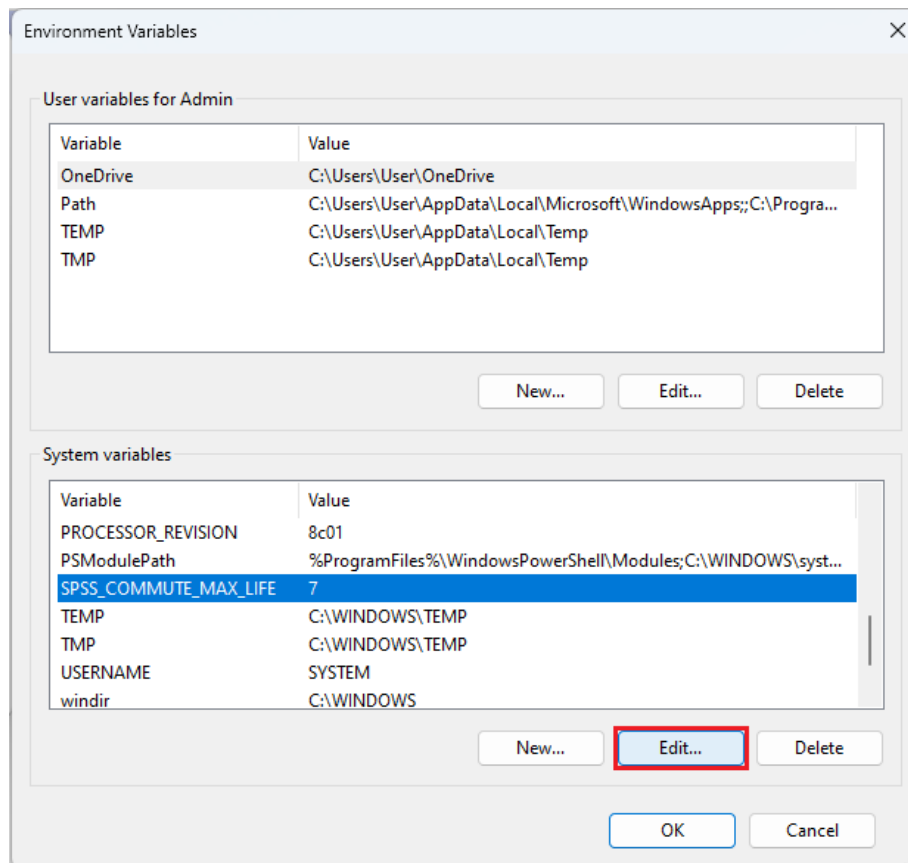 Environment Variables
User variables for Admin
Variable Value
OneDrive C:\Users\User\OneDrive
Path C:\Users\User\AppData\Local\Microsoft\WindowsApps;;C:\Progra...
TEMP C:\Users\User\AppData\Local\Temp
TMP C:\Users\User\AppData\Local\Temp
New... Edit... Delete
System variables
Variable Value
PROCESSOR_REVISION 8c01
PSModulePath %ProgramFiles%\WindowsPowerShell\Modules;C:\WINDOWS\syst...
SPSS_COMMUTE_MAX_LIFE 7
TEMP C:\WINDOWS\TEMP
TMP C:\WINDOWS\TEMP
USERNAME SYSTEM
windir C:\WINDOWS
New... Edit... Delete
OK Cancel